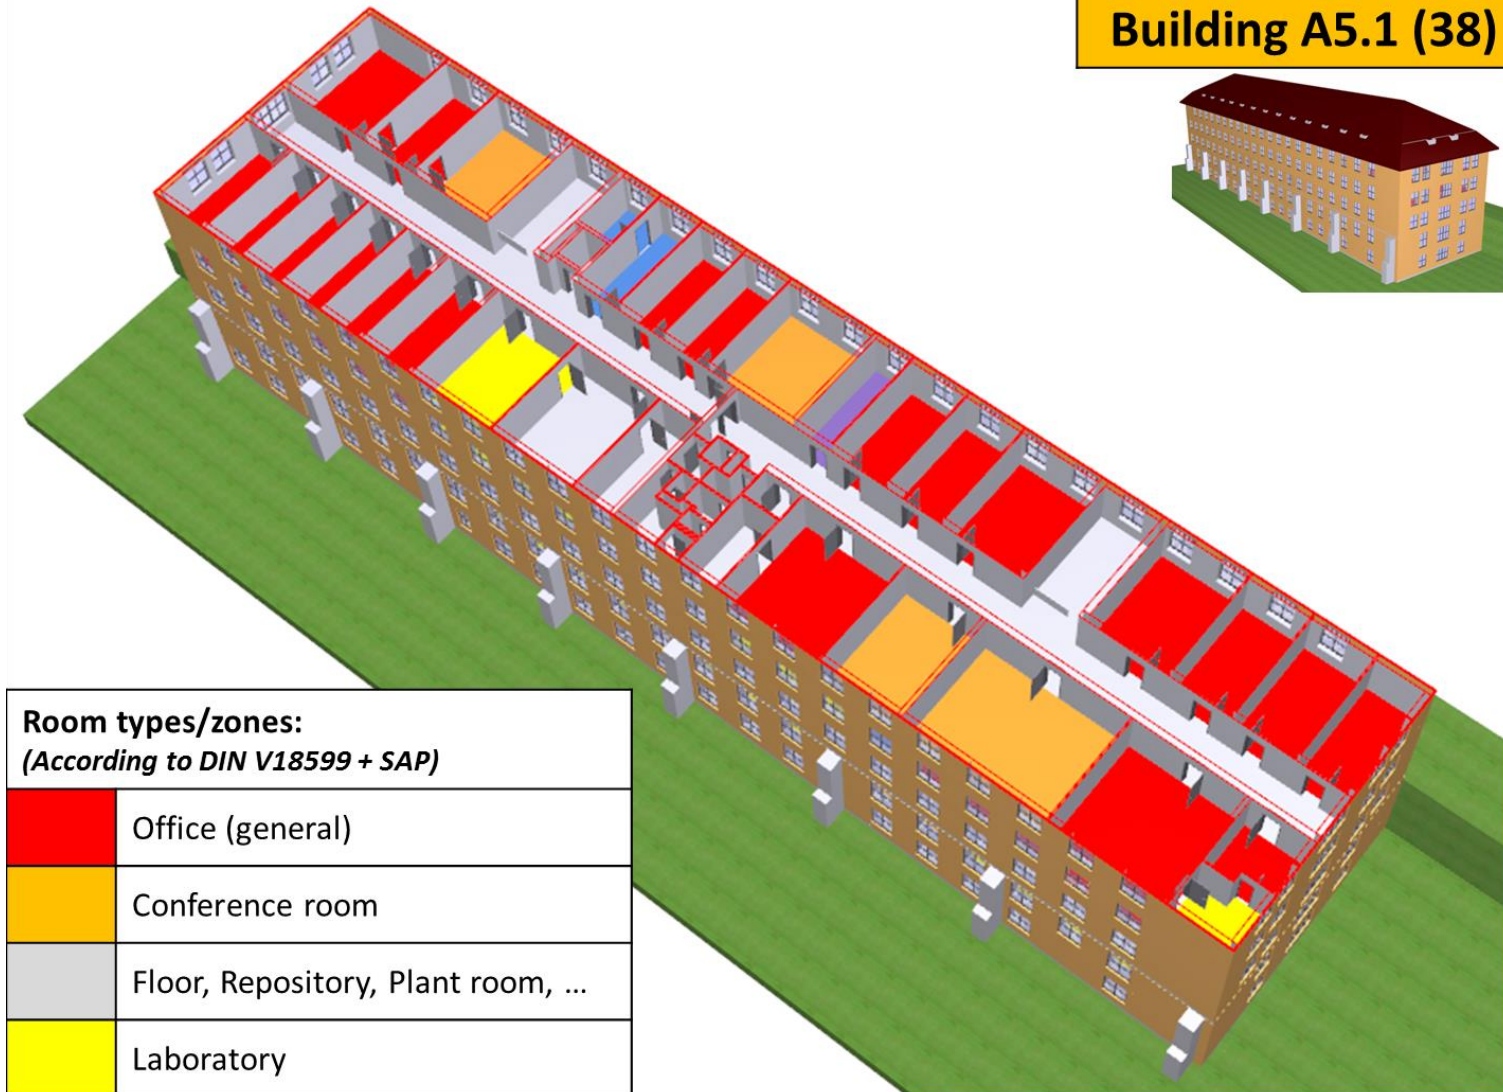 Building A5.1 (38)
Room types/zones:
(According to DIN V18599 + SAP)
Office (general)
Conference room
Floor, Repository, Plant room, ...
Laboratory